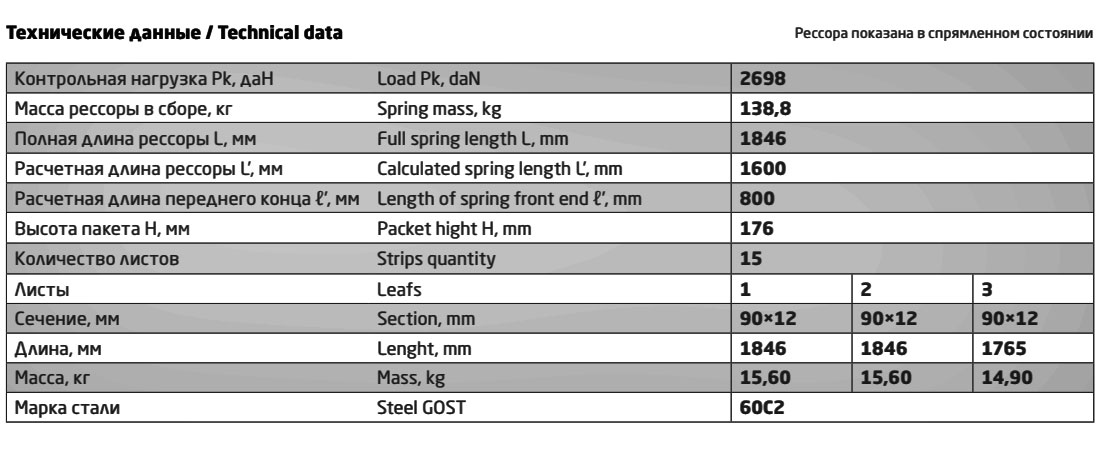 Технические данные / Technical data
Рессора показана в спрямленном состоянии
Контрольная нагрузка Pk, даН Load Pk, daN 2698
Масса рессоры в сборе, кг Spring mass, kg 138,8
Полная длина рессоры L, мм Full spring length L, mm 1846
Расчетная длина рессоры L', мм Calculated spring length L', mm 1600
Расчетная длина переднего конца ℓ', мм Length of spring front end ℓ', mm 800
Высота пакета H, мм Packet hight H, mm 176
Количество листов Strips quantity 15
Листы Leafs 1 2 3
Сечение, мм Section, mm 90×12 90×12 90×12
Длина, мм Lenght, mm 1846 1846 1765
Масса, кг Mass, kg 15,60 15,60 14,90
Марка стали Steel GOST 60С2